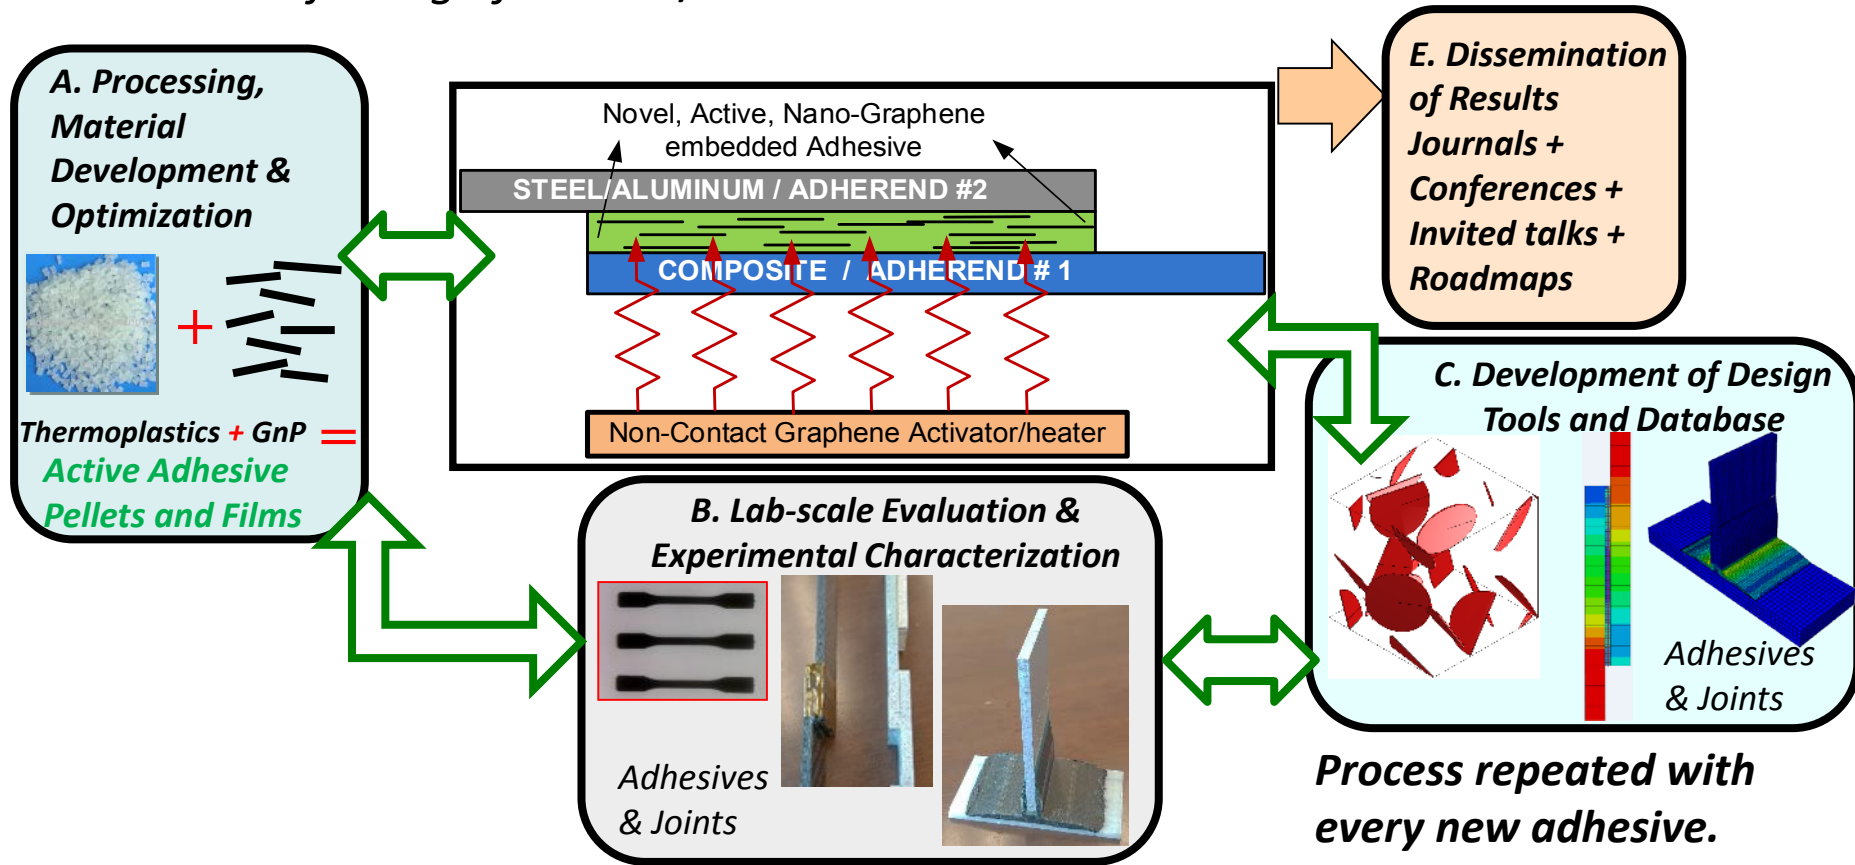 A. Processing,
Material
Development &
Optimization
+
Thermoplastics + GnP =
Active Adhesive
Pellets and Films
Novel, Active, Nano-Graphene
embedded Adhesive
STEEL/ALUMINUM / ADHEREND #2
COMPOSITE / ADHEREND # 1
Non-Contact Graphene Activator/heater
E. Dissemination
of Results
Journals +
Conferences +
Invited talks +
Roadmaps
B. Lab-scale Evaluation &
Experimental Characterization
Adhesives
& Joints
C. Development of Design
Tools and Database
Adhesives
& Joints
Process repeated with
every new adhesive.